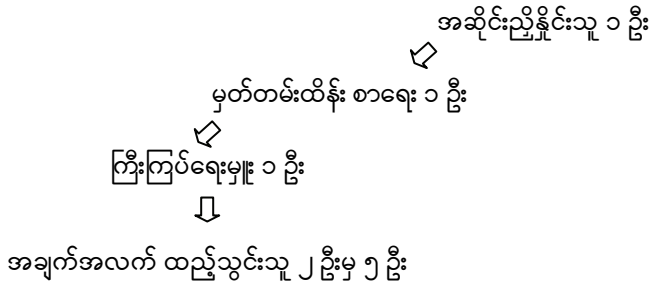 အဆိုင်းညှိနှိုင်းသူ ၁ ဦး
မှတ်တမ်းထိန်း စာရေး ၁ ဦး
ကြီးကြပ်ရေးမှူး ၁ ဦး
အချက်အလက် ထည့်သွင်းသူ ၂ ဦးမှ ၅ ဦး